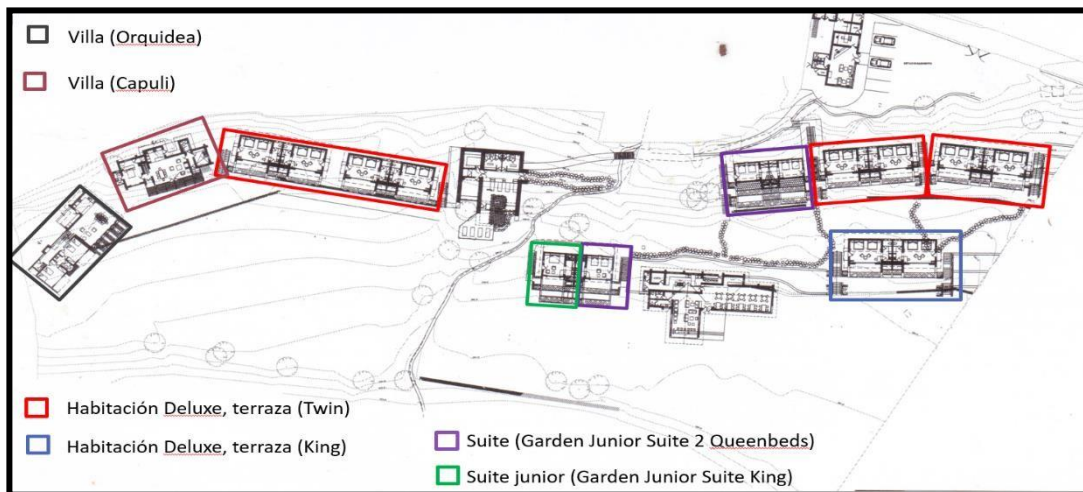 Villa (Orquidea)
Villa (Capuli)
Habitación Deluxe, terraza (Twin)
Habitación Deluxe, terraza (King)
Suite (Garden Junior Suite 2 Queenbeds)
Suite junior (Garden Junior Suite King)